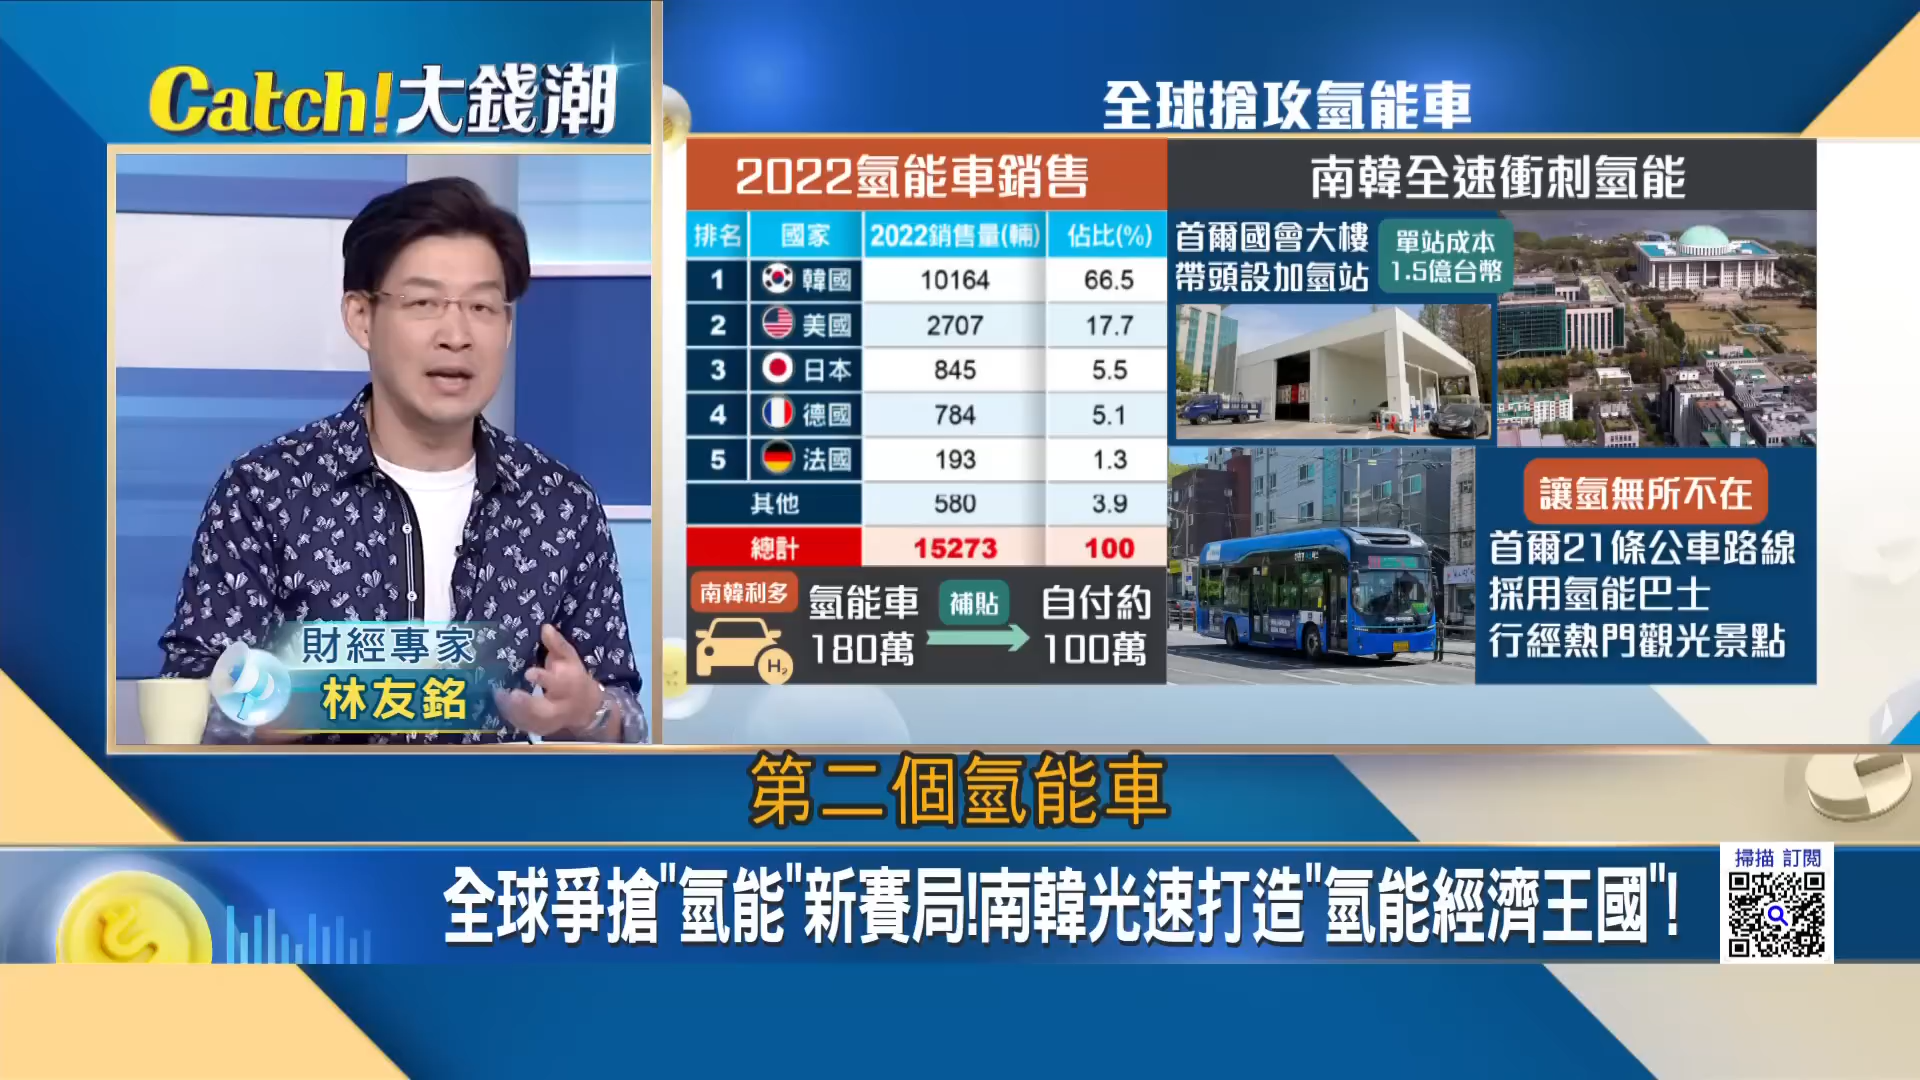 Catch!大錢潮
全球搶攻氫能車
2022氫能車銷售
排名 國家 2022銷售量(輛) 佔比(%)
1 韓國 10164 66.5
2 美國 2707 17.7
3 日本 845 5.5
4 德國 784 5.1
5 法國 193 1.3
其他 580 3.9
總計 15273 100
南韓利多
氫能車
180萬
補貼
自付約
100萬
H₂
南韓全速衝刺氫能
首爾國會大樓
帶頭設加氫站
單站成本
1.5億台幣
讓氫無所不在
首爾21條公車路線
採用氫能巴士
行經熱門觀光景點
財經專家
林友銘
第二個氫能車
全球爭搶"氫能"新賽局!南韓光速打造"氫能經濟王國"!
掃描 訂閱